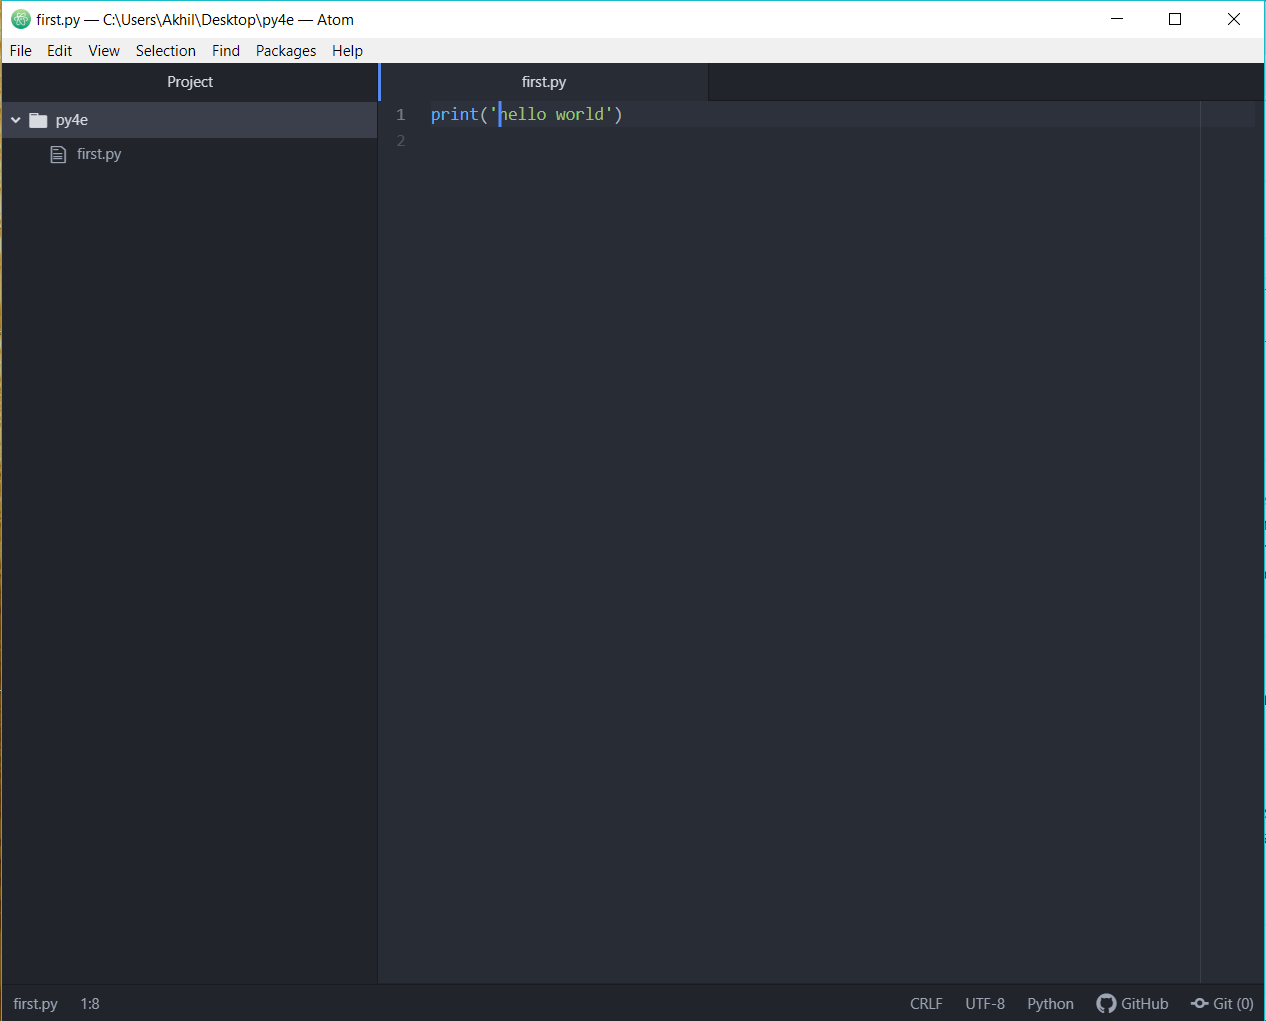 first.py — C:\Users\Akhil\Desktop\py4e — Atom
File Edit View Selection Find Packages Help
Project
first.py
py4e
first.py
1 print('hello world')
2
first.py 1:8 CRLF UTF-8 Python GitHub Git (0)